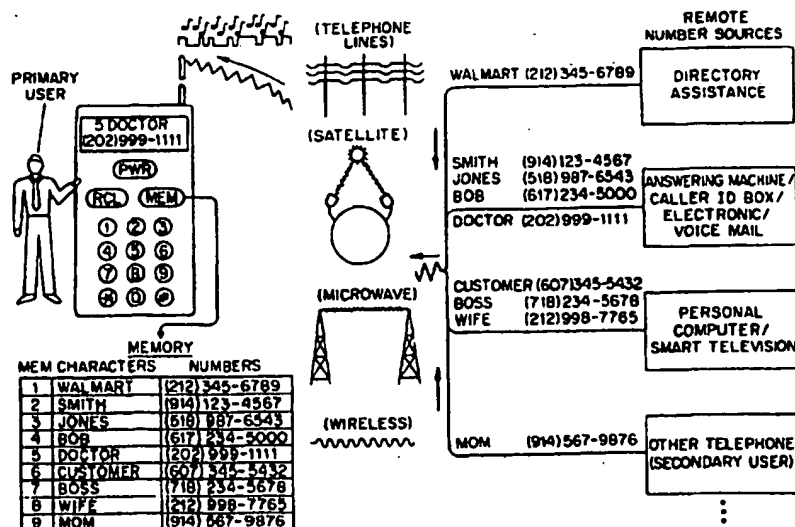 REMOTE
NUMBER SOURCES
(TELEPHONE
LINES)
PRIMARY
USER
WALMART (212) 345-6789
DIRECTORY
ASSISTANCE
5 DOCTOR
(202) 999-1111
PWR
RCL
MEM
1 2 3
4 5 6
7 8 9
* 0 #
(SATELLITE)
SMITH (914) 123-4567
JONES (518) 987-6543
BOB (617) 234-5000
DOCTOR (202) 999-1111
ANSWERING MACHINE/
CALLER ID BOX/
ELECTRONIC/
VOICE MAIL
(MICROWAVE)
CUSTOMER (607) 345-5432
BOSS (718) 234-5678
WIFE (212) 998-7765
PERSONAL
COMPUTER/
SMART TELEVISION
(WIRELESS)
MOM (914) 567-9876
OTHER TELEPHONE
(SECONDARY USER)
MEMORY
MEM CHARACTERS NUMBERS
1 WALMART (212) 345-6789
2 SMITH (914) 123-4567
3 JONES (518) 987-6543
4 BOB (617) 234-5000
5 DOCTOR (202) 999-1111
6 CUSTOMER (607) 345-5432
7 BOSS (718) 234-5678
8 WIFE (212) 998-7765
9 MOM (914) 567-9876